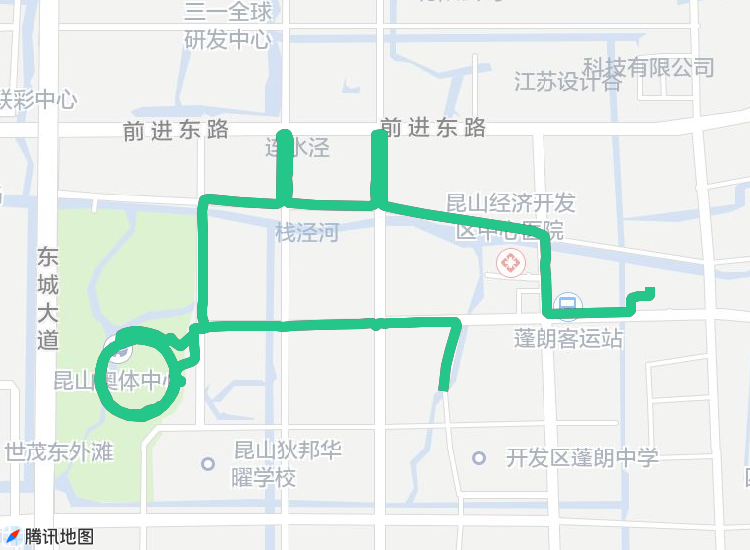 三一全球
研发中心
科技有限公司
江苏设计谷
联彩中心
前进东路
前进东路
连水泾
昆山经济开发
区中心医院
栈泾河
东城大道
蓬朗客运站
昆山奥体中心
世茂东外滩
昆山狄邦华
曜学校
开发区蓬朗中学
腾讯地图